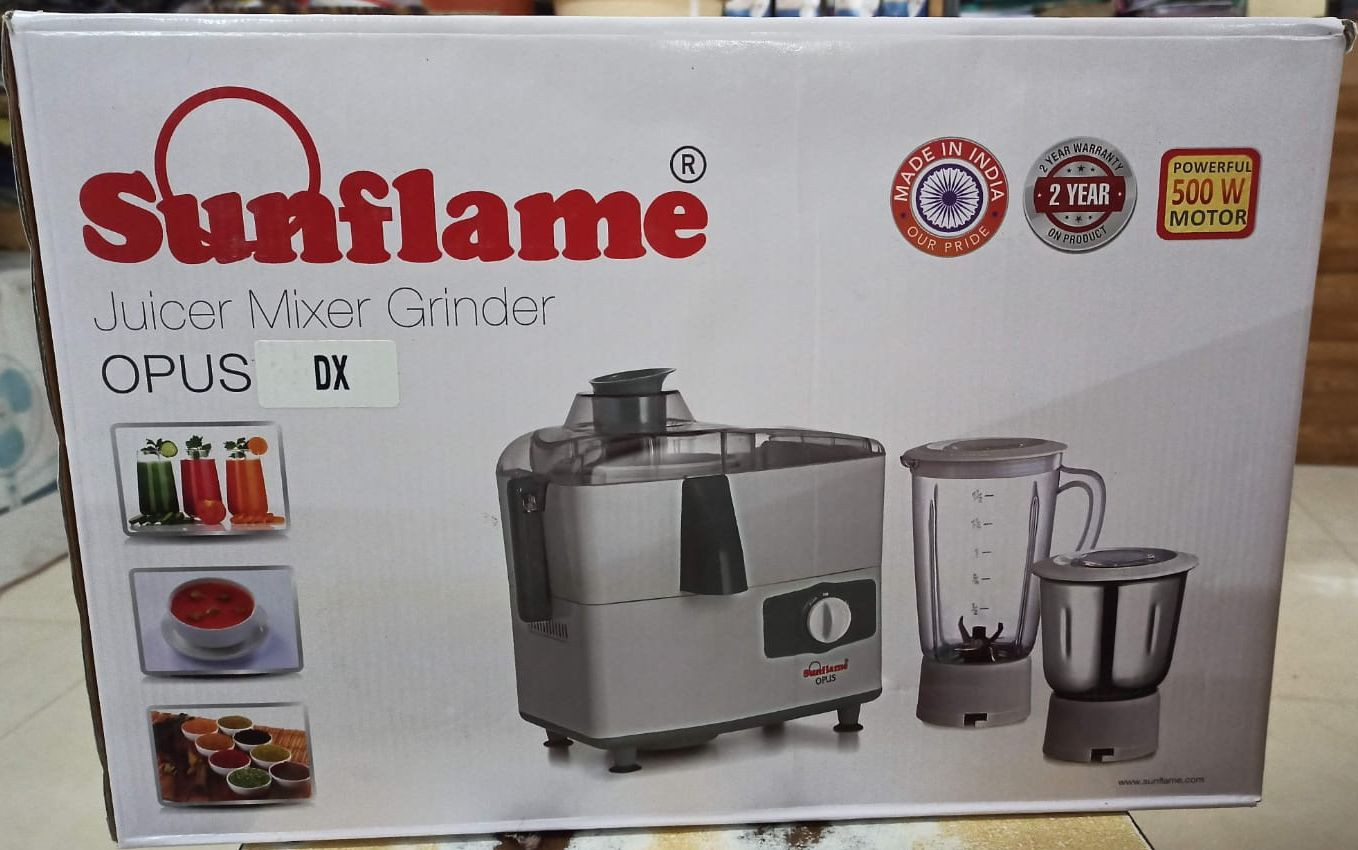 Sunflame®
Juicer Mixer Grinder
OPUS DX
MADE IN INDIA
OUR PRIDE
2 YEAR WARRANTY
2 YEAR
ON PRODUCT
POWERFUL
500 W
MOTOR
Sunflame
OPUS
www.sunflame.com